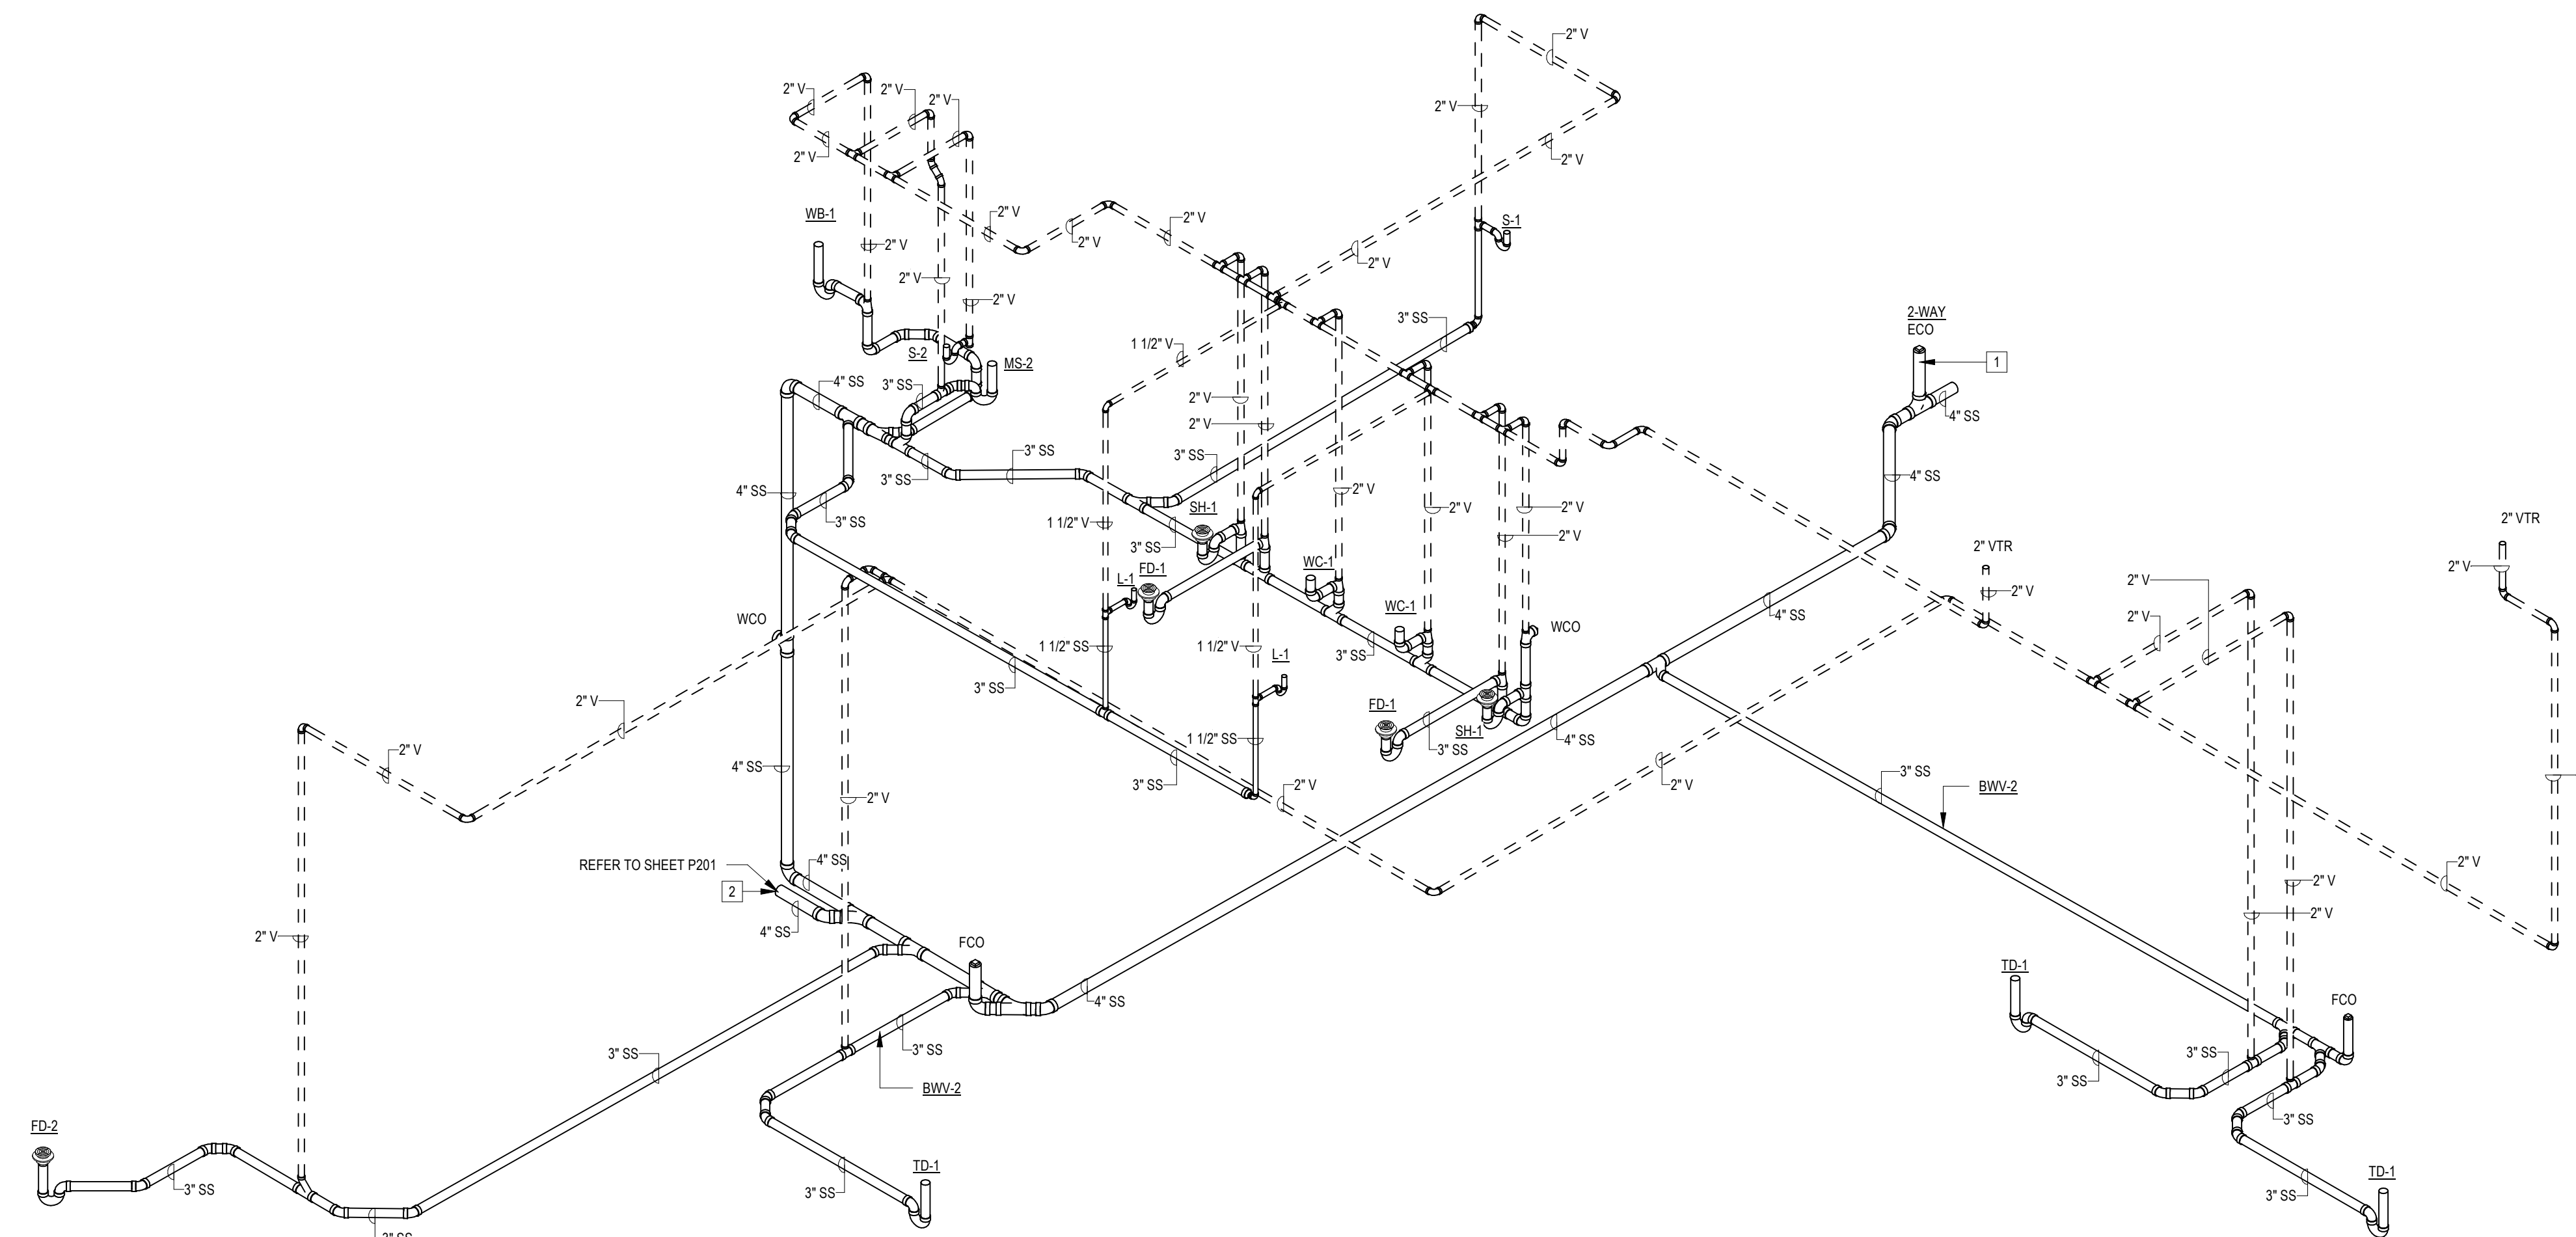 2" V
2" V
2" V
2" V
2" V
2" V
2" V
2" V
WB-1
2" V
2" V
2" V
S-1
2" V
2" V
2" V
2" V
2" V
2" V
3" SS
2-WAY
ECO
1
1 1/2" V
S-2
MS-2
4" SS
3" SS
2" V
4" SS
2" V
3" SS
3" SS
3" SS
4" SS
4" SS
2" V
SH-1
2" V
2" V
3" SS
1 1/2" V
2" VTR
2" V
3" SS
2" VTR
WC-1
FD-1
L-1
2" V
2" V
2" V
WC-1
4" SS
2" V
WCO
WCO
1 1/2" SS
1 1/2" V
3" SS
L-1
3" SS
2" V
FD-1
SH-1
1 1/2" SS
4" SS
3" SS
2" V
4" SS
3" SS
2" V
2" V
3" SS
BWV-2
2" V
4" SS
REFER TO SHEET P201
2
2" V
2" V
4" SS
2" V
2" V
FCO
TD-1
4" SS
FCO
3" SS
3" SS
3" SS
3" SS
BWV-2
3" SS
FD-2
TD-1
TD-1
3" SS
3" SS
3" SS
3" SS